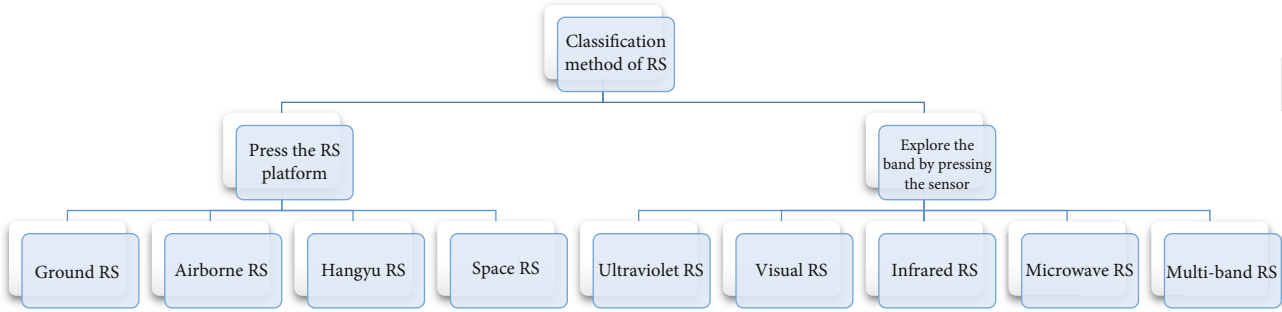 Classification
method of RS
Press the RS
platform
Explore the
band by pressing
the sensor
Ground RS
Airborne RS
Hangyu RS
Space RS
Ultraviolet RS
Visual RS
Infrared RS
Microwave RS
Multi-band RS